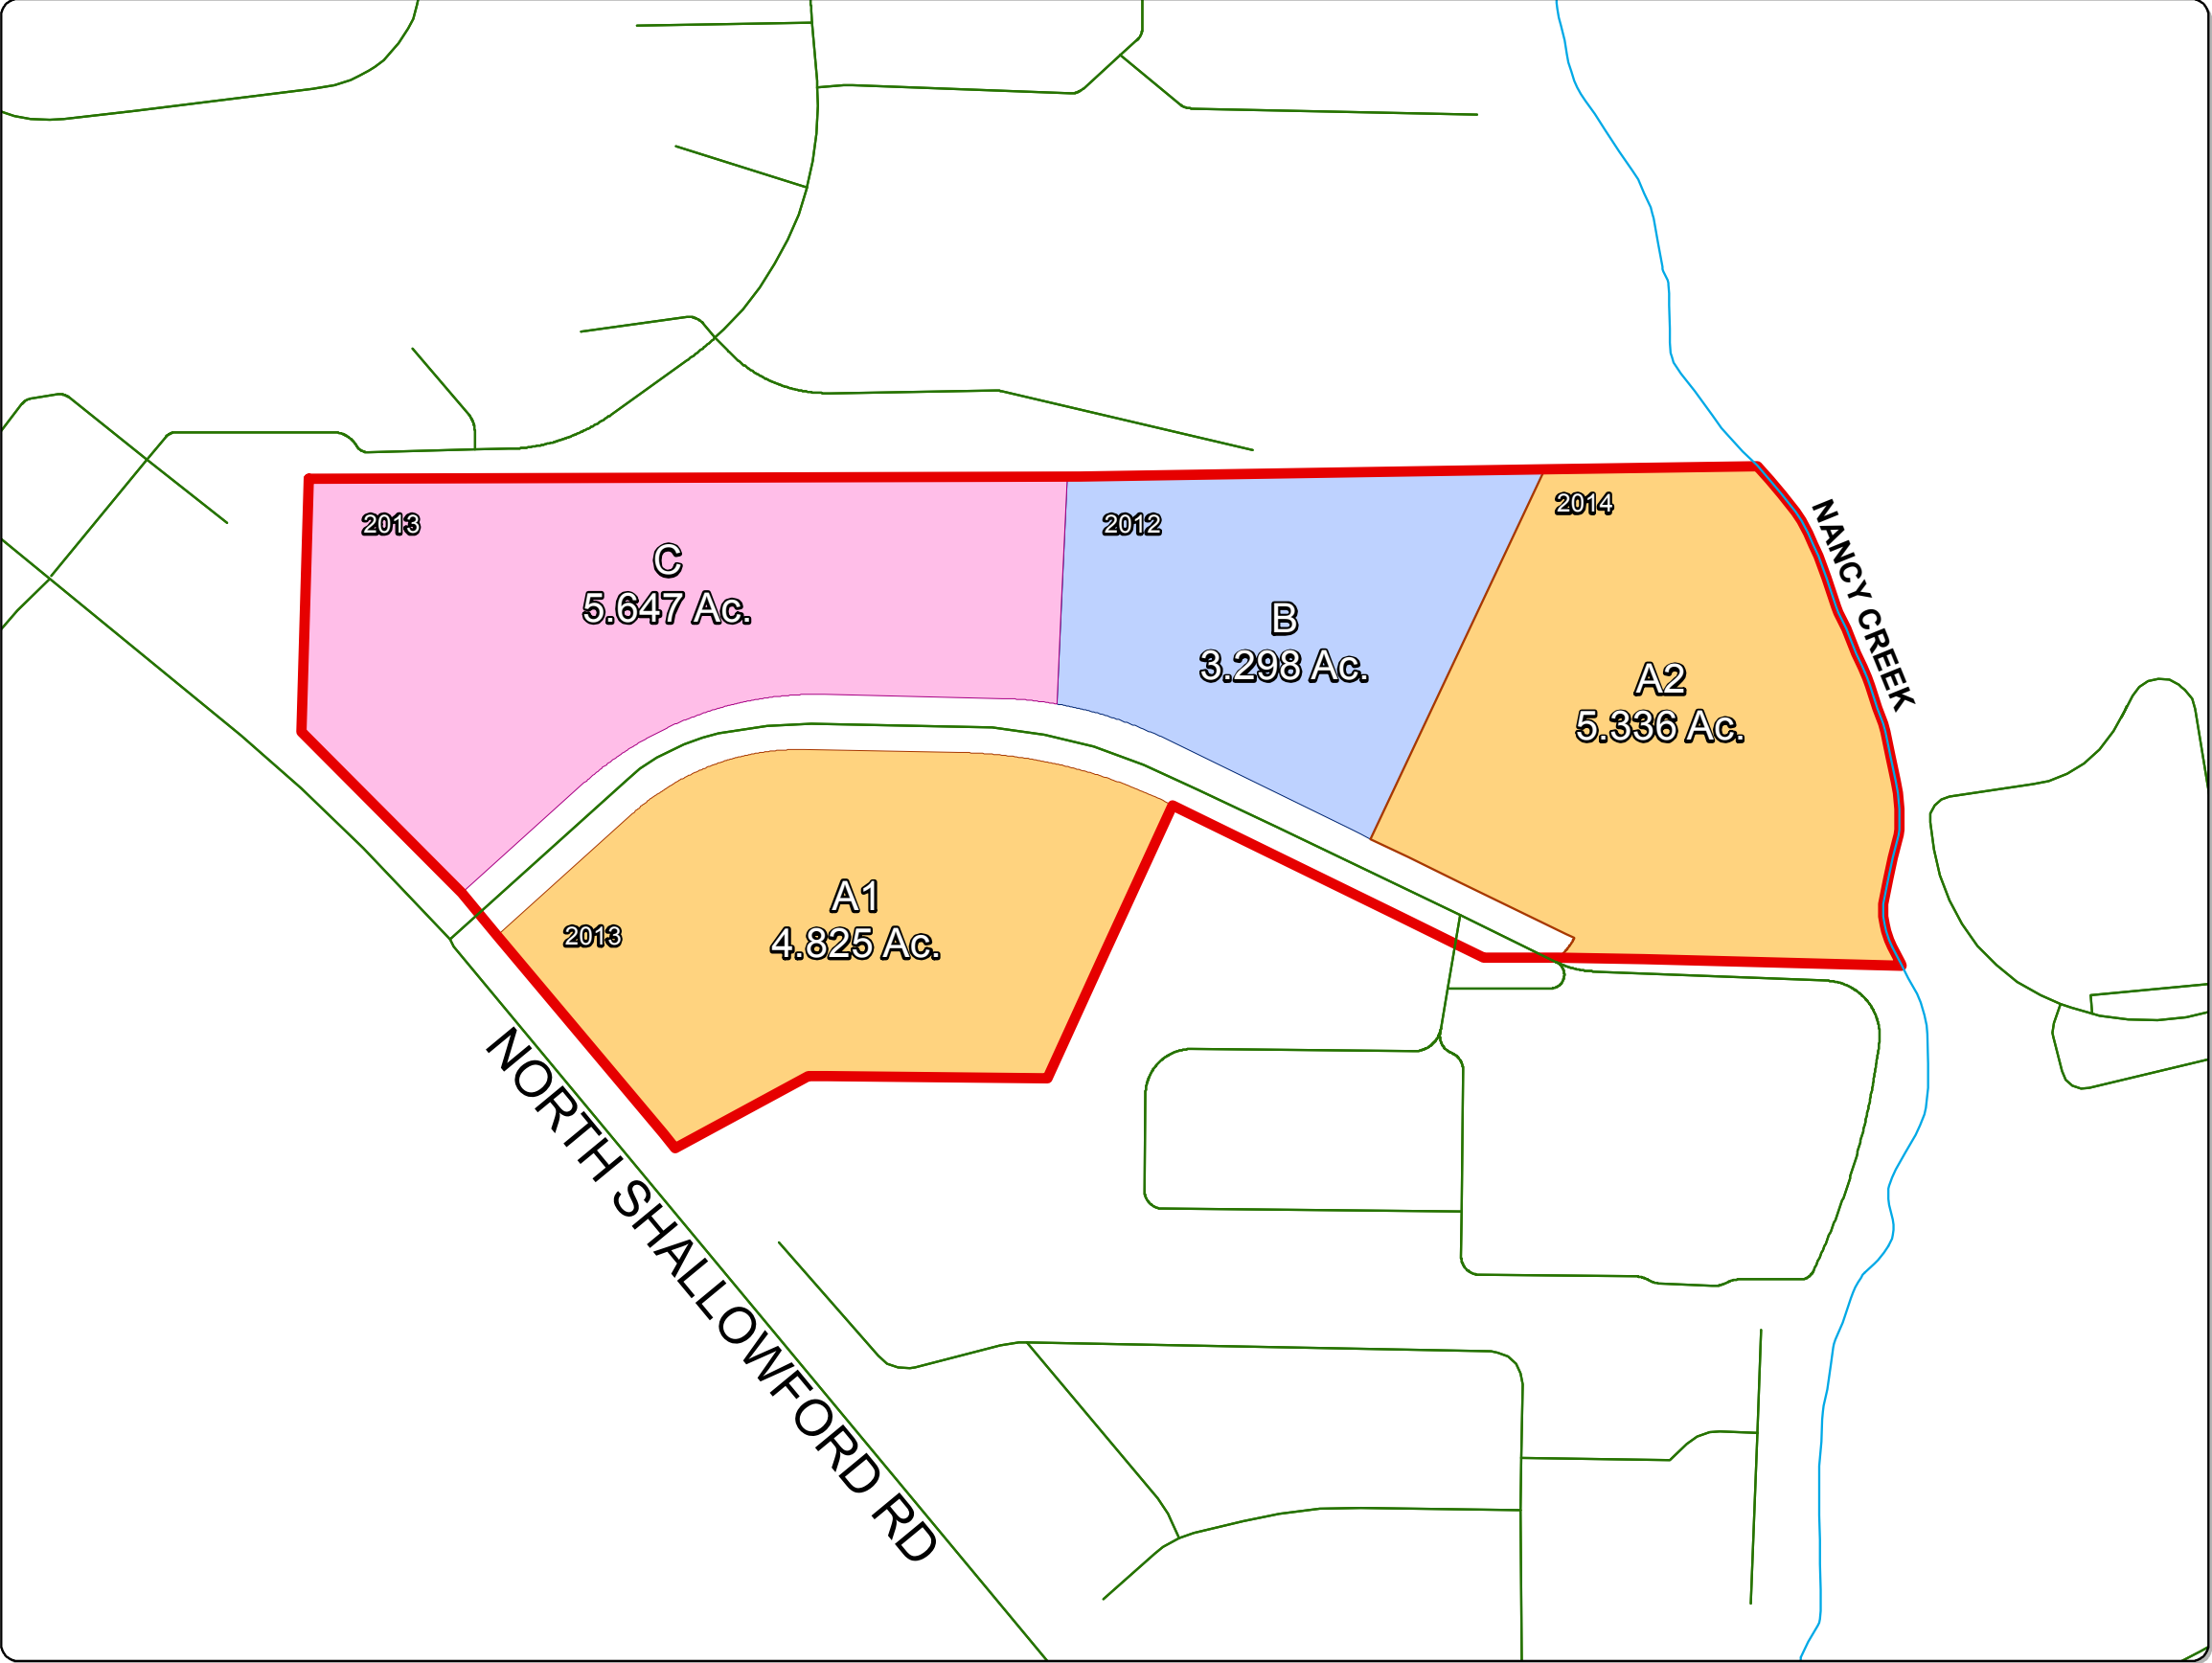 2013
C
5.647 Ac.
2012
B
3.298 Ac.
2014
A2
5.336 Ac.
NANCY CREEK
A1
4.825 Ac.
2013
NORTH SHALLOWFORD RD